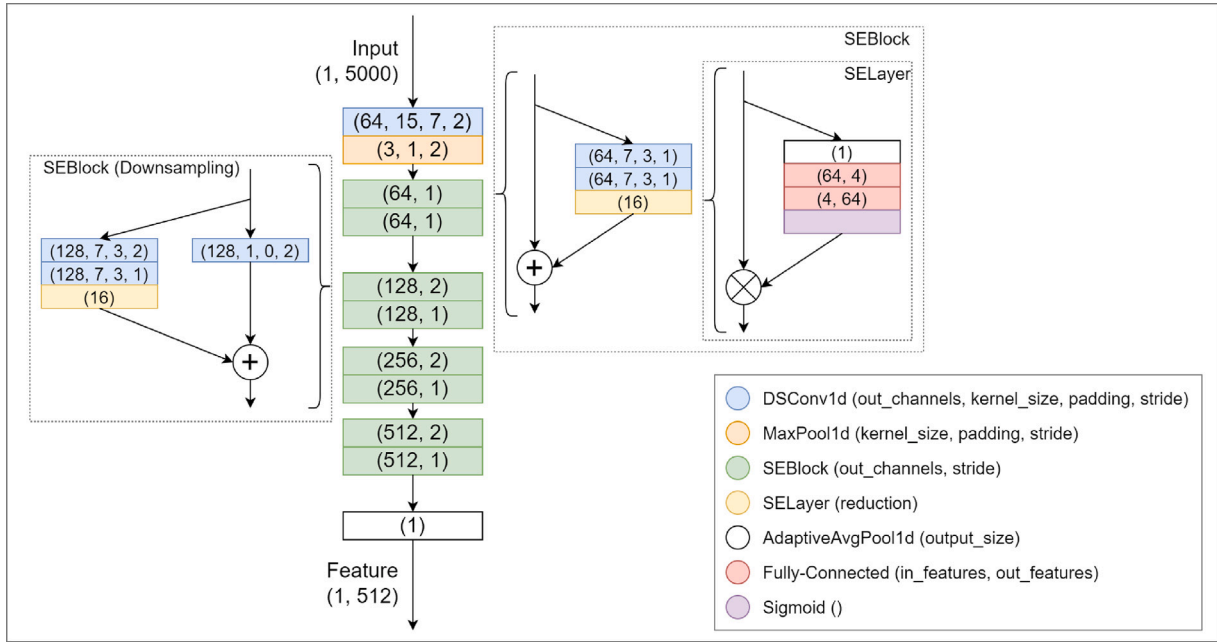 Input
(1, 5000)
(64, 15, 7, 2)
(3, 1, 2)
(64, 1)
(64, 1)
(128, 2)
(128, 1)
(256, 2)
(256, 1)
(512, 2)
(512, 1)
(1)
Feature
(1, 512)
SEBlock (Downsampling)
(128, 7, 3, 2)
(128, 7, 3, 1)
(16)
(128, 1, 0, 2)
+
SEBlock
(64, 7, 3, 1)
(64, 7, 3, 1)
(16)
+
SELayer
(1)
(64, 4)
(4, 64)
DSConv1d (out_channels, kernel_size, padding, stride)
MaxPool1d (kernel_size, padding, stride)
SEBlock (out_channels, stride)
SELayer (reduction)
AdaptiveAvgPool1d (output_size)
Fully-Connected (in_features, out_features)
Sigmoid ()